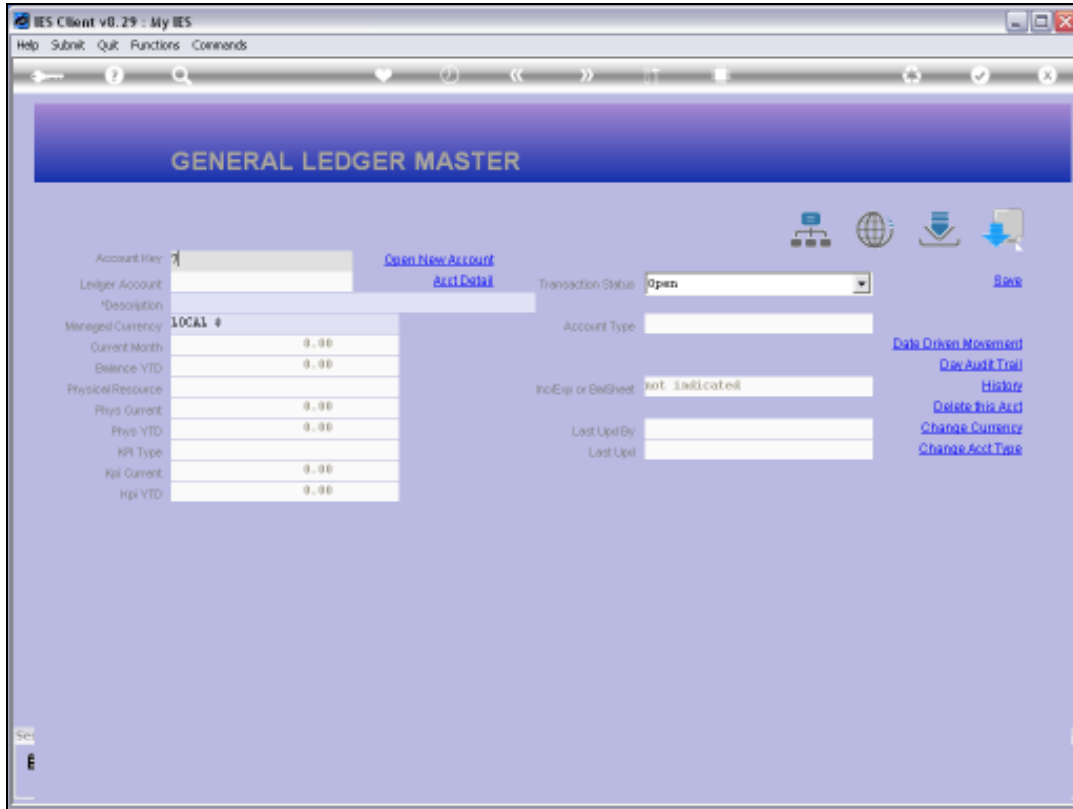 IES Client v8.29 : My IES
Help Submit Quit Functions Commands
GENERAL LEDGER MASTER
Account Key ?
Open New Account
Ledger Account
Acct Detail
Transaction Status Open
Save
*Description
Managed Currency LOCAL #
Account Type
Current Month 0.00
Date Driven Movement
Balance YTD 0.00
Day Audit Trail
Physical Resource
Inc/Exp or BalSheet not indicated
History
Phys Current 0.00
Delete this Acct
Phys YTD 0.00
Last Upd By
Change Currency
KPI Type
Last Upd
Change Acct Type
Kpi Current 0.00
Kpi YTD 0.00